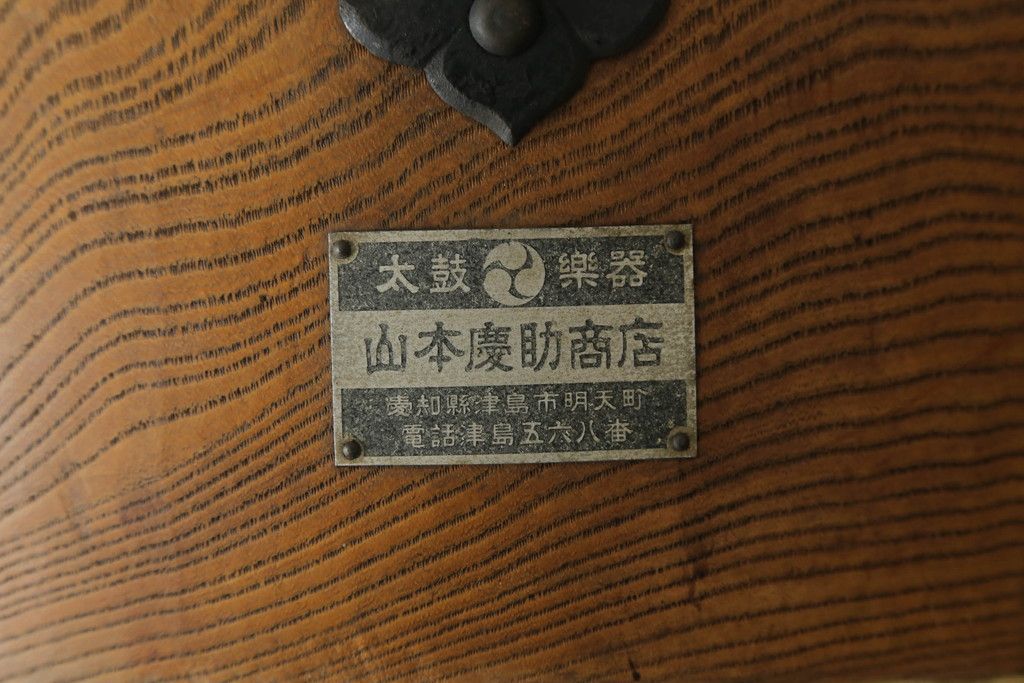 太鼓 樂器
山本慶助商店
愛知縣津島市明天町
電話津島五六八番